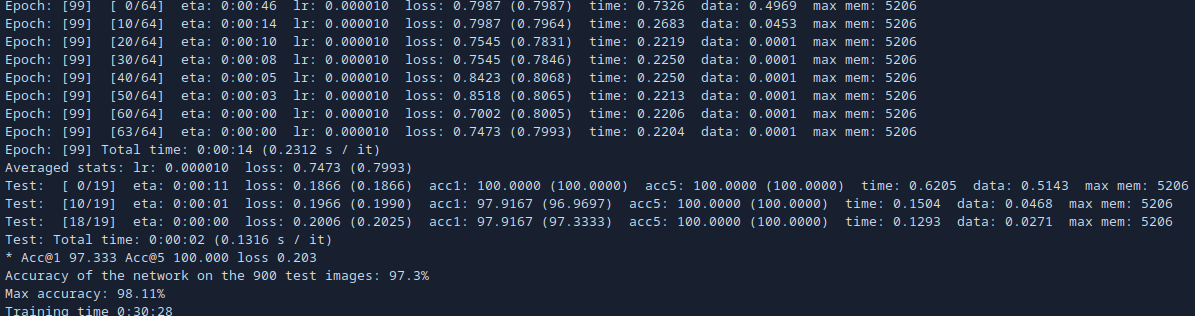 Epoch: [99]  [ 0/64]  eta: 0:00:46  lr: 0.000010  loss: 0.7987 (0.7987)  time: 0.7326  data: 0.4969  max mem: 5206
Epoch: [99]  [10/64]  eta: 0:00:14  lr: 0.000010  loss: 0.7987 (0.7964)  time: 0.2683  data: 0.0453  max mem: 5206
Epoch: [99]  [20/64]  eta: 0:00:10  lr: 0.000010  loss: 0.7545 (0.7831)  time: 0.2219  data: 0.0001  max mem: 5206
Epoch: [99]  [30/64]  eta: 0:00:08  lr: 0.000010  loss: 0.7545 (0.7846)  time: 0.2250  data: 0.0001  max mem: 5206
Epoch: [99]  [40/64]  eta: 0:00:05  lr: 0.000010  loss: 0.8423 (0.8068)  time: 0.2250  data: 0.0001  max mem: 5206
Epoch: [99]  [50/64]  eta: 0:00:03  lr: 0.000010  loss: 0.8518 (0.8065)  time: 0.2213  data: 0.0001  max mem: 5206
Epoch: [99]  [60/64]  eta: 0:00:00  lr: 0.000010  loss: 0.7002 (0.8005)  time: 0.2206  data: 0.0001  max mem: 5206
Epoch: [99]  [63/64]  eta: 0:00:00  lr: 0.000010  loss: 0.7473 (0.7993)  time: 0.2204  data: 0.0001  max mem: 5206
Epoch: [99] Total time: 0:00:14 (0.2312 s / it)
Averaged stats: lr: 0.000010  loss: 0.7473 (0.7993)
Test:  [ 0/19]  eta: 0:00:11  loss: 0.1866 (0.1866)  acc1: 100.0000 (100.0000)  acc5: 100.0000 (100.0000)  time: 0.6205  data: 0.5143  max mem: 5206
Test:  [10/19]  eta: 0:00:01  loss: 0.1966 (0.1990)  acc1: 97.9167 (96.9697)  acc5: 100.0000 (100.0000)  time: 0.1504  data: 0.0468  max mem: 5206
Test:  [18/19]  eta: 0:00:00  loss: 0.2006 (0.2025)  acc1: 97.9167 (97.3333)  acc5: 100.0000 (100.0000)  time: 0.1293  data: 0.0271  max mem: 5206
Test: Total time: 0:00:02 (0.1316 s / it)
* Acc@1 97.333 Acc@5 100.000 loss 0.203
Accuracy of the network on the 900 test images: 97.3%
Max accuracy: 98.11%
Training time 0:30:28